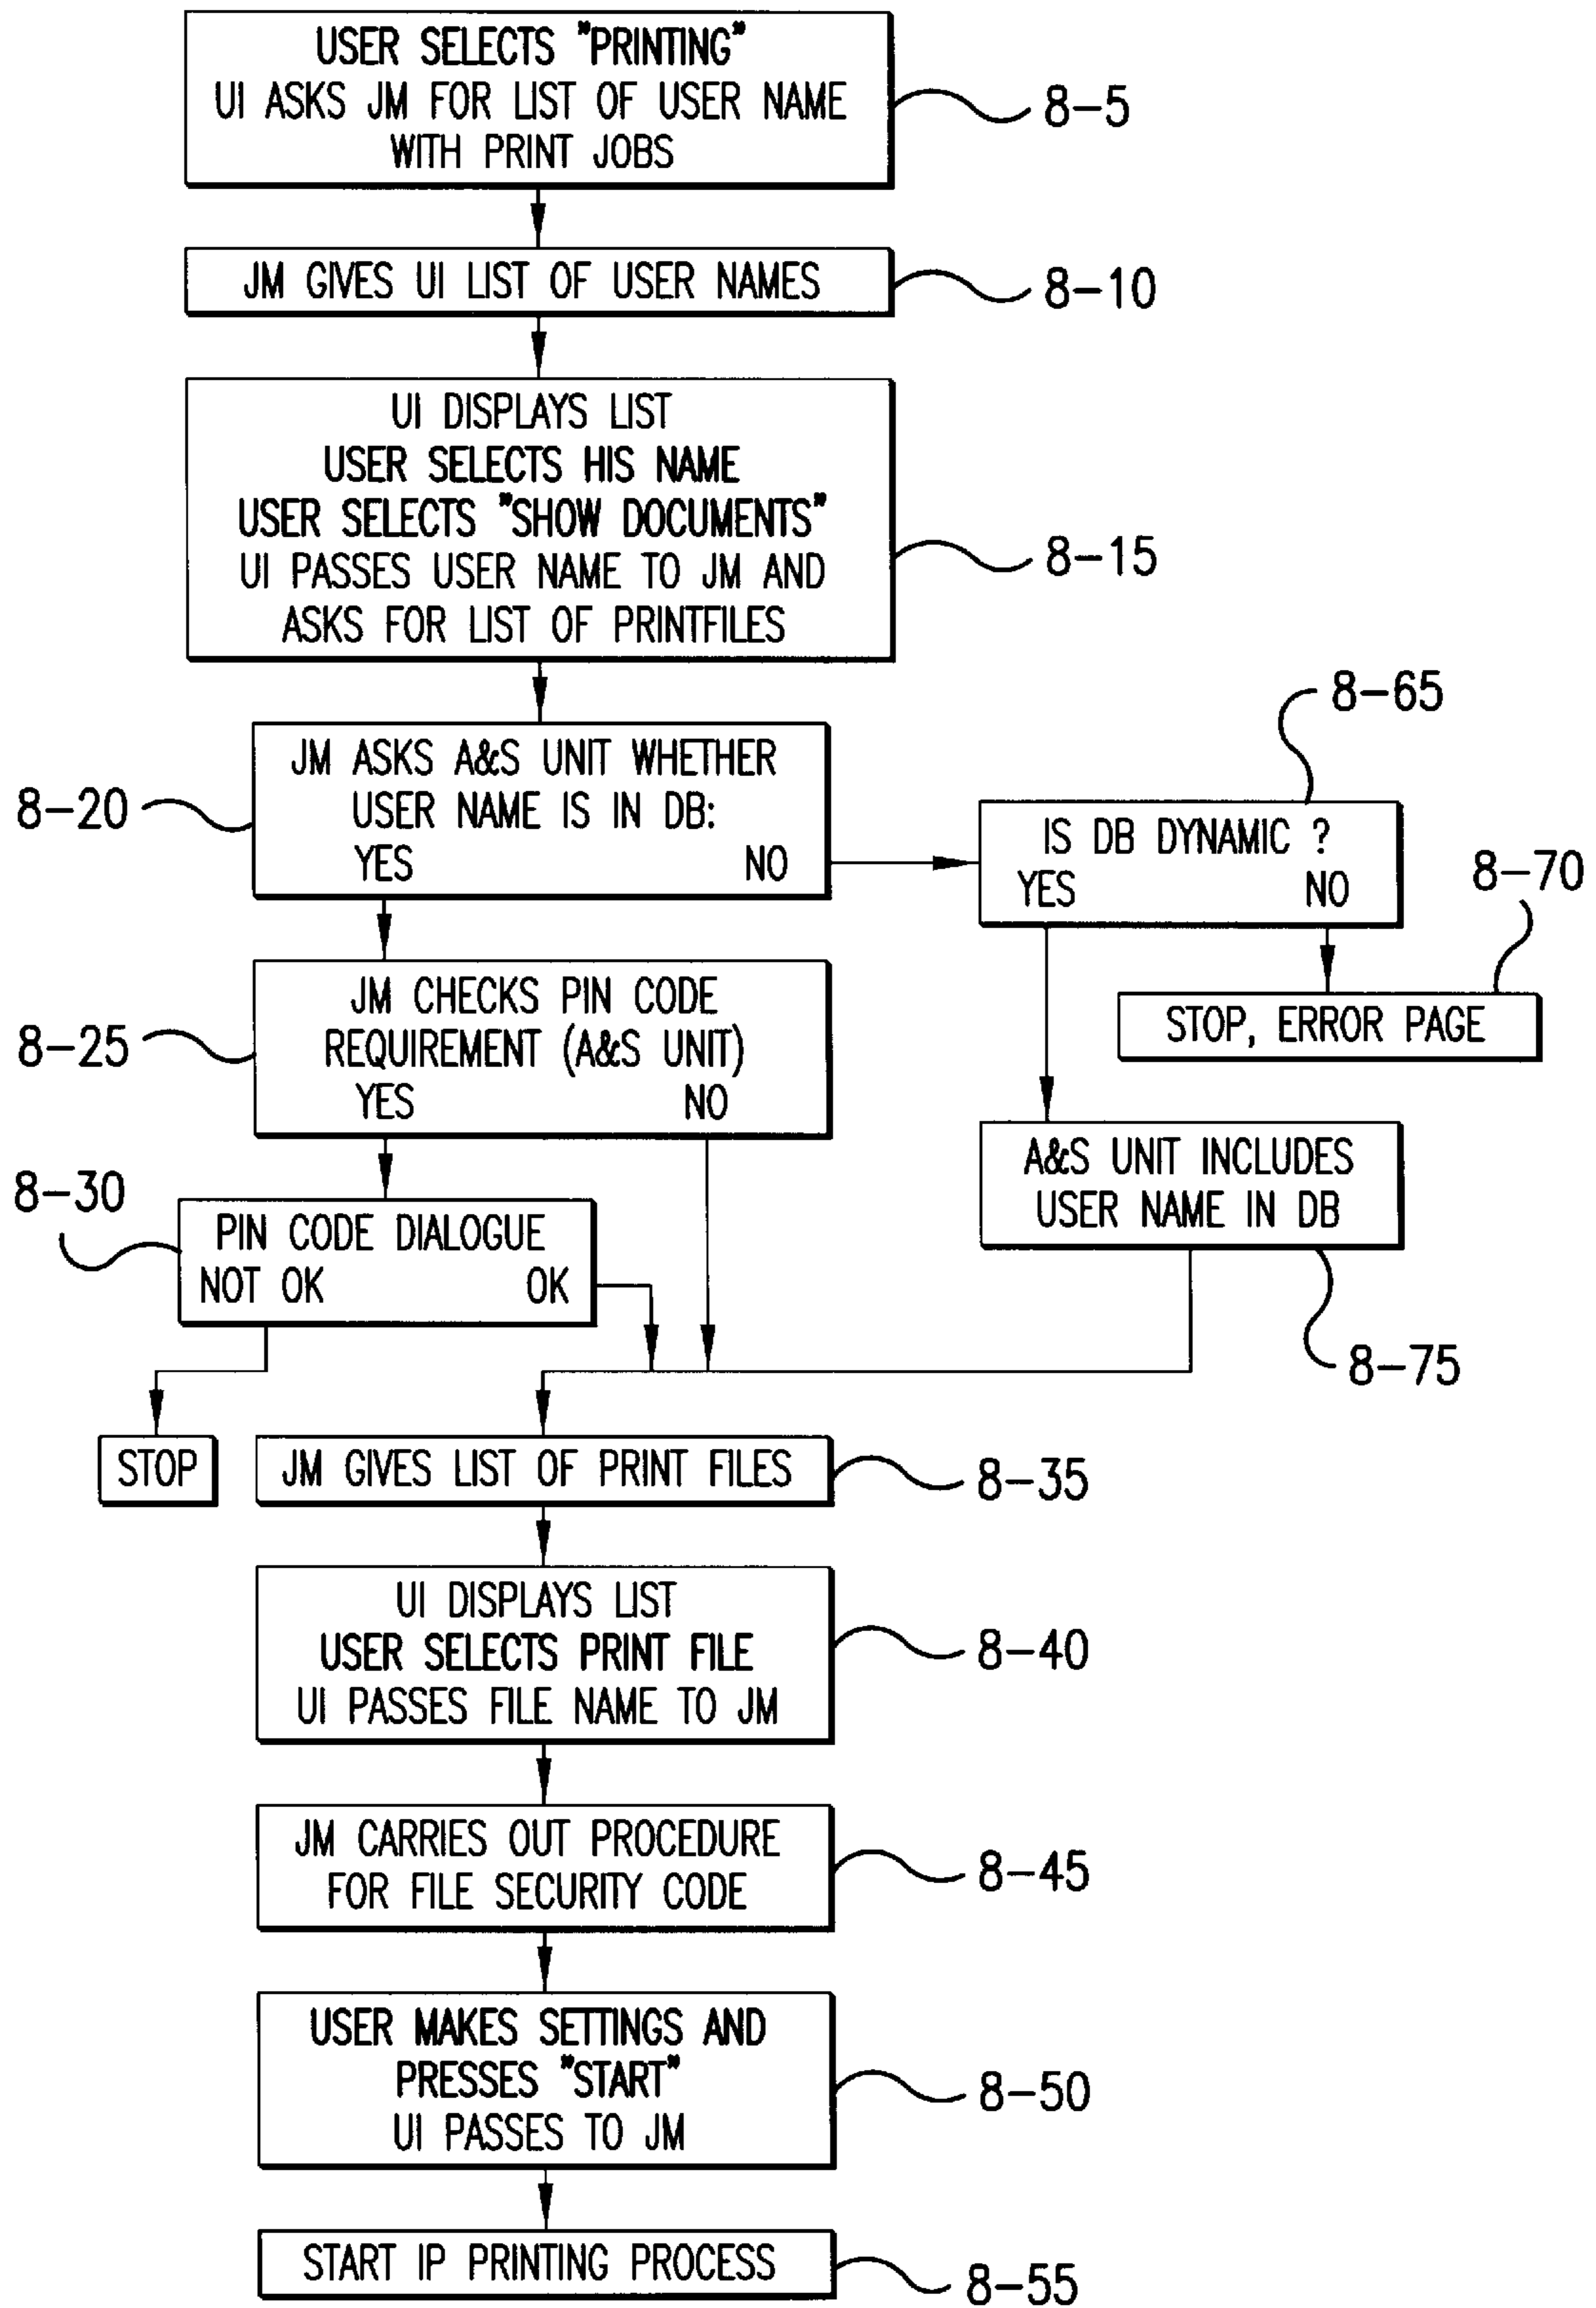 USER SELECTS "PRINTING"
UI ASKS JM FOR LIST OF USER NAME
WITH PRINT JOBS
8-5
JM GIVES UI LIST OF USER NAMES
8-10
UI DISPLAYS LIST
USER SELECTS HIS NAME
USER SELECTS "SHOW DOCUMENTS"
UI PASSES USER NAME TO JM AND
ASKS FOR LIST OF PRINTFILES
8-15
JM ASKS A&S UNIT WHETHER
USER NAME IS IN DB:
YES NO
8-20
8-65
IS DB DYNAMIC ?
YES NO
8-70
STOP, ERROR PAGE
JM CHECKS PIN CODE
REQUIREMENT (A&S UNIT)
YES NO
8-25
A&S UNIT INCLUDES
USER NAME IN DB
8-75
8-30
PIN CODE DIALOGUE
NOT OK OK
STOP
JM GIVES LIST OF PRINT FILES
8-35
UI DISPLAYS LIST
USER SELECTS PRINT FILE
UI PASSES FILE NAME TO JM
8-40
JM CARRIES OUT PROCEDURE
FOR FILE SECURITY CODE
8-45
USER MAKES SETTINGS AND
PRESSES "START"
UI PASSES TO JM
8-50
START IP PRINTING PROCESS
8-55